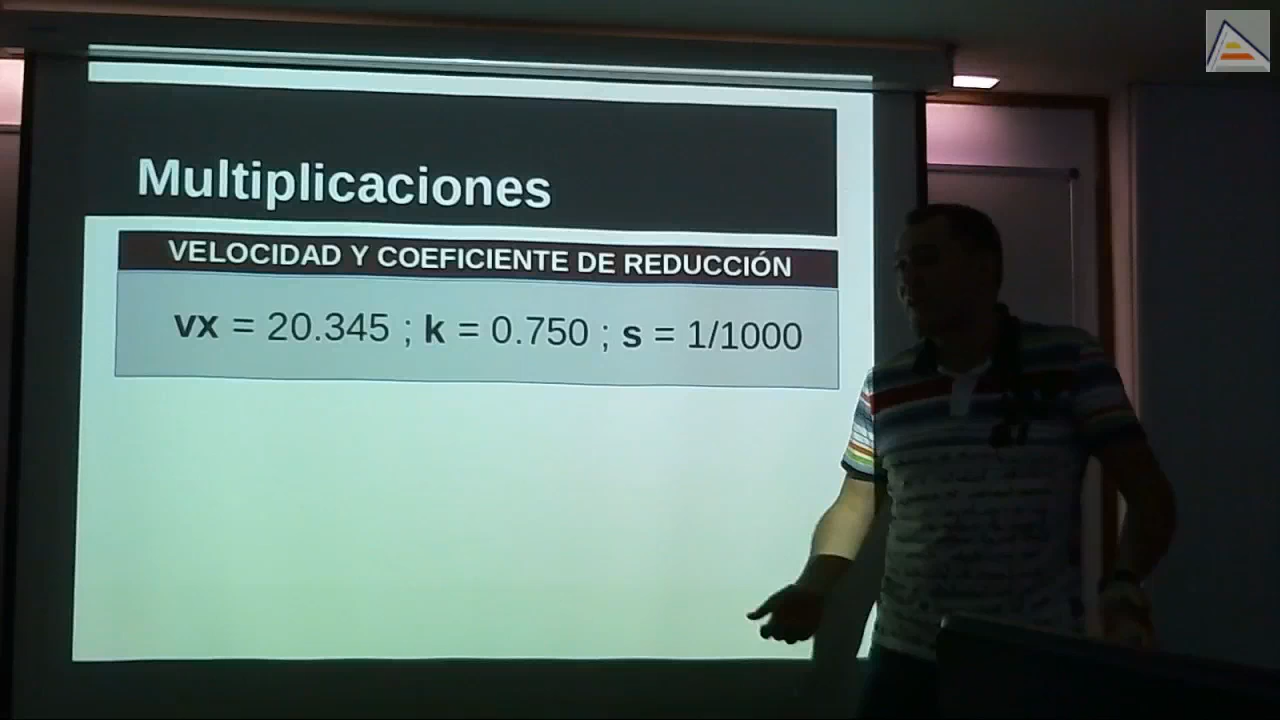 Multiplicaciones
VELOCIDAD Y COEFICIENTE DE REDUCCIÓN
vx = 20.345 ; k = 0.750 ; s = 1/1000